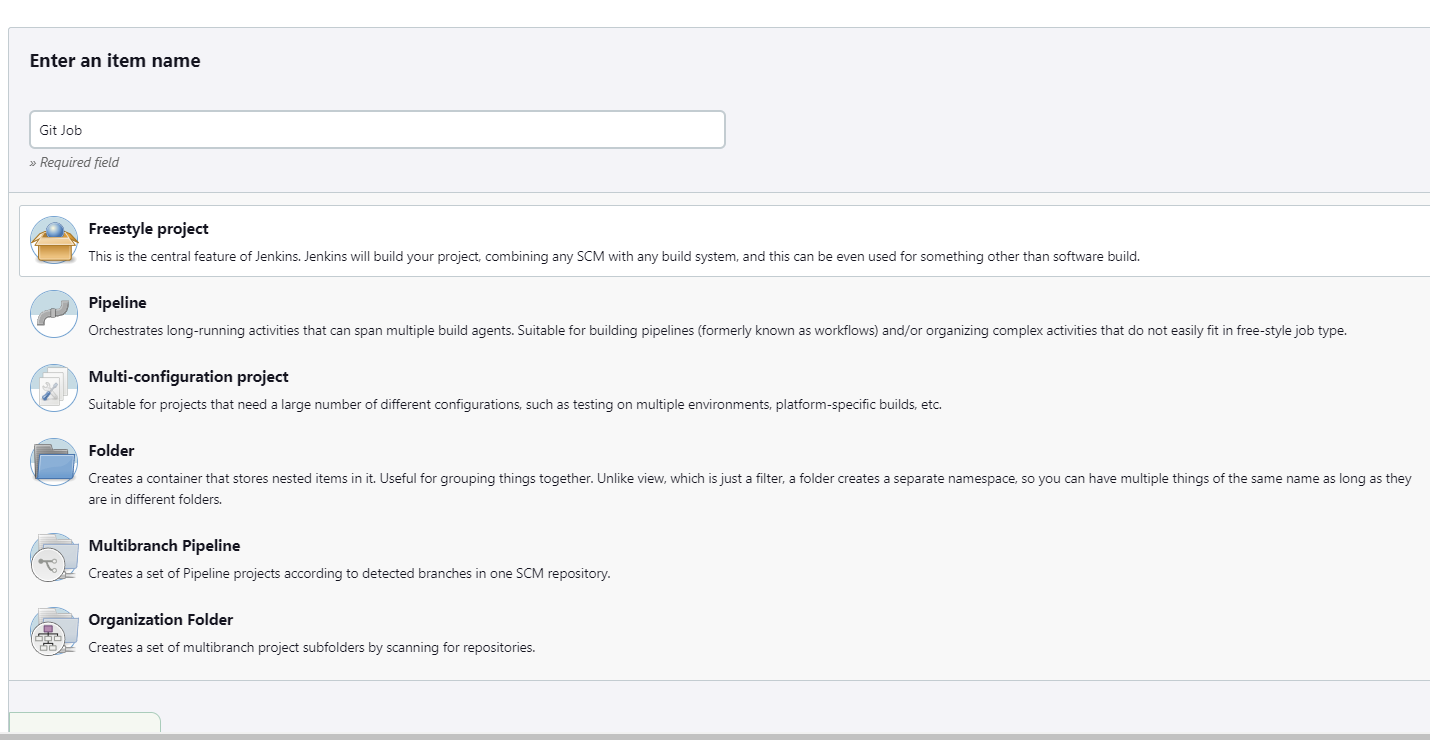 Enter an item name
Git Job
» Required field
Freestyle project
This is the central feature of Jenkins. Jenkins will build your project, combining any SCM with any build system, and this can be even used for something other than software build.
Pipeline
Orchestrates long-running activities that can span multiple build agents. Suitable for building pipelines (formerly known as workflows) and/or organizing complex activities that do not easily fit in free-style job type.
Multi-configuration project
Suitable for projects that need a large number of different configurations, such as testing on multiple environments, platform-specific builds, etc.
Folder
Creates a container that stores nested items in it. Useful for grouping things together. Unlike view, which is just a filter, a folder creates a separate namespace, so you can have multiple things of the same name as long as they
are in different folders.
Multibranch Pipeline
Creates a set of Pipeline projects according to detected branches in one SCM repository.
Organization Folder
Creates a set of multibranch project subfolders by scanning for repositories.